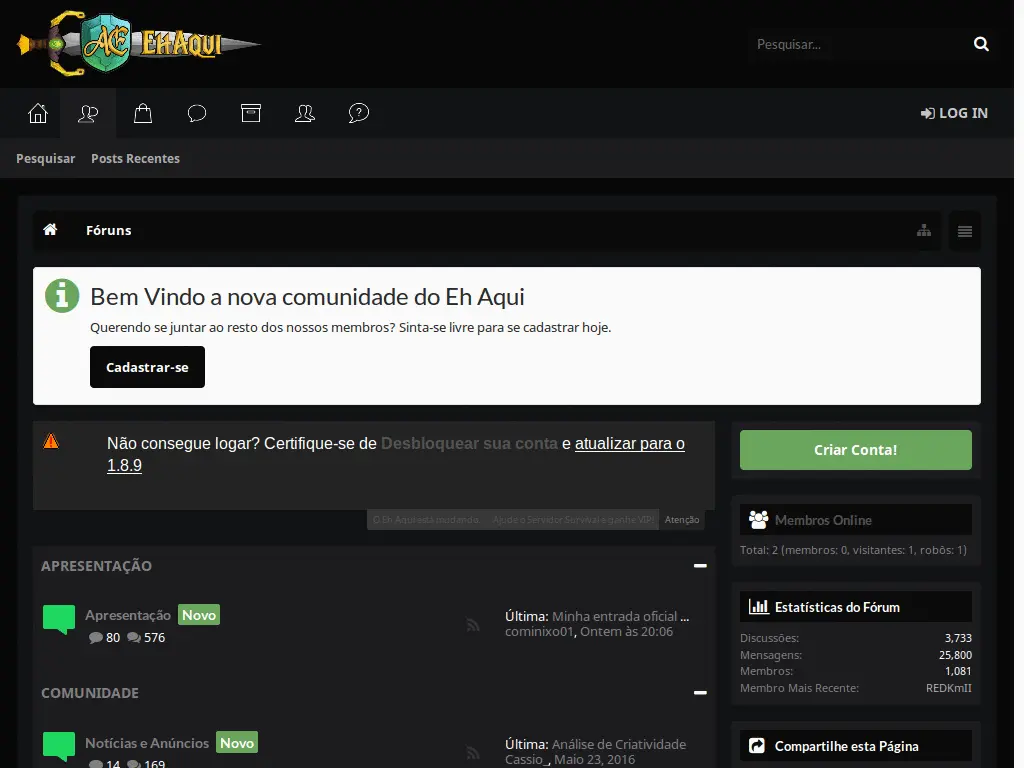 AE EhAqui
Pesquisar...
LOG IN
Pesquisar Posts Recentes
Fóruns
Bem Vindo a nova comunidade do Eh Aqui
Querendo se juntar ao resto dos nossos membros? Sinta-se livre para se cadastrar hoje.
Cadastrar-se
Não consegue logar? Certifique-se de Desbloquear sua conta e atualizar para o
1.8.9
O Eh Aqui está mudando. Ajude o Servidor Survival e ganhe VIP! Atenção
APRESENTAÇÃO
Apresentação Novo
80 576
Última: Minha entrada oficial ...
cominixo01, Ontem às 20:06
COMUNIDADE
Notícias e Anúncios Novo
14 169
Última: Análise de Criatividade
Cassio_, Maio 23, 2016
Criar Conta!
Membros Online
Total: 2 (membros: 0, visitantes: 1, robôs: 1)
Estatísticas do Fórum
Discussões: 3,733
Mensagens: 25,800
Membros: 1,081
Membro Mais Recente: REDKmII
Compartilhe esta Página